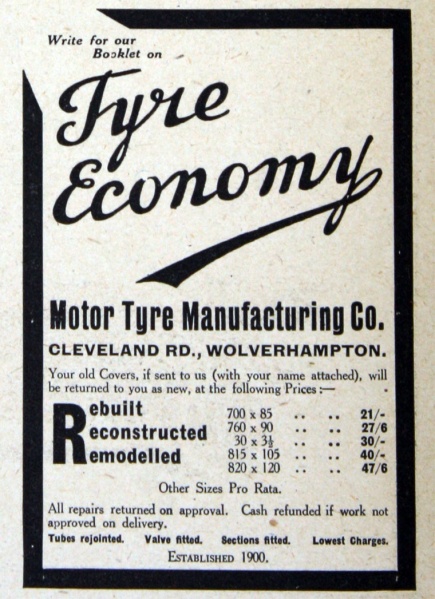 Write for our
Booklet on
Tyre
Economy
Motor Tyre Manufacturing Co.
CLEVELAND RD., WOLVERHAMPTON.
Your old Covers, if sent to us (with your name attached), will
be returned to you as new, at the following Prices :—
Rebuilt
Reconstructed
Remodelled
700 x 85 .. .. 21/-
760 x 90 .. .. 27/6
30 x 3½ .. .. 30/-
815 x 105 .. .. 40/-
820 x 120 .. .. 47/6
Other Sizes Pro Rata.
All repairs returned on approval. Cash refunded if work not
approved on delivery.
Tubes rejointed. Valve fitted. Sections fitted. Lowest Charges.
ESTABLISHED 1900.